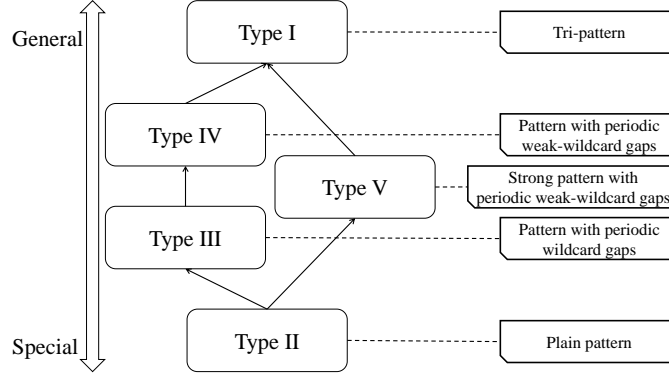 General
Type I
Tri-pattern
Type IV
Pattern with periodic
weak-wildcard gaps
Type V
Strong pattern with
periodic weak-wildcard gaps
Type III
Pattern with periodic
wildcard gaps
Special
Type II
Plain pattern